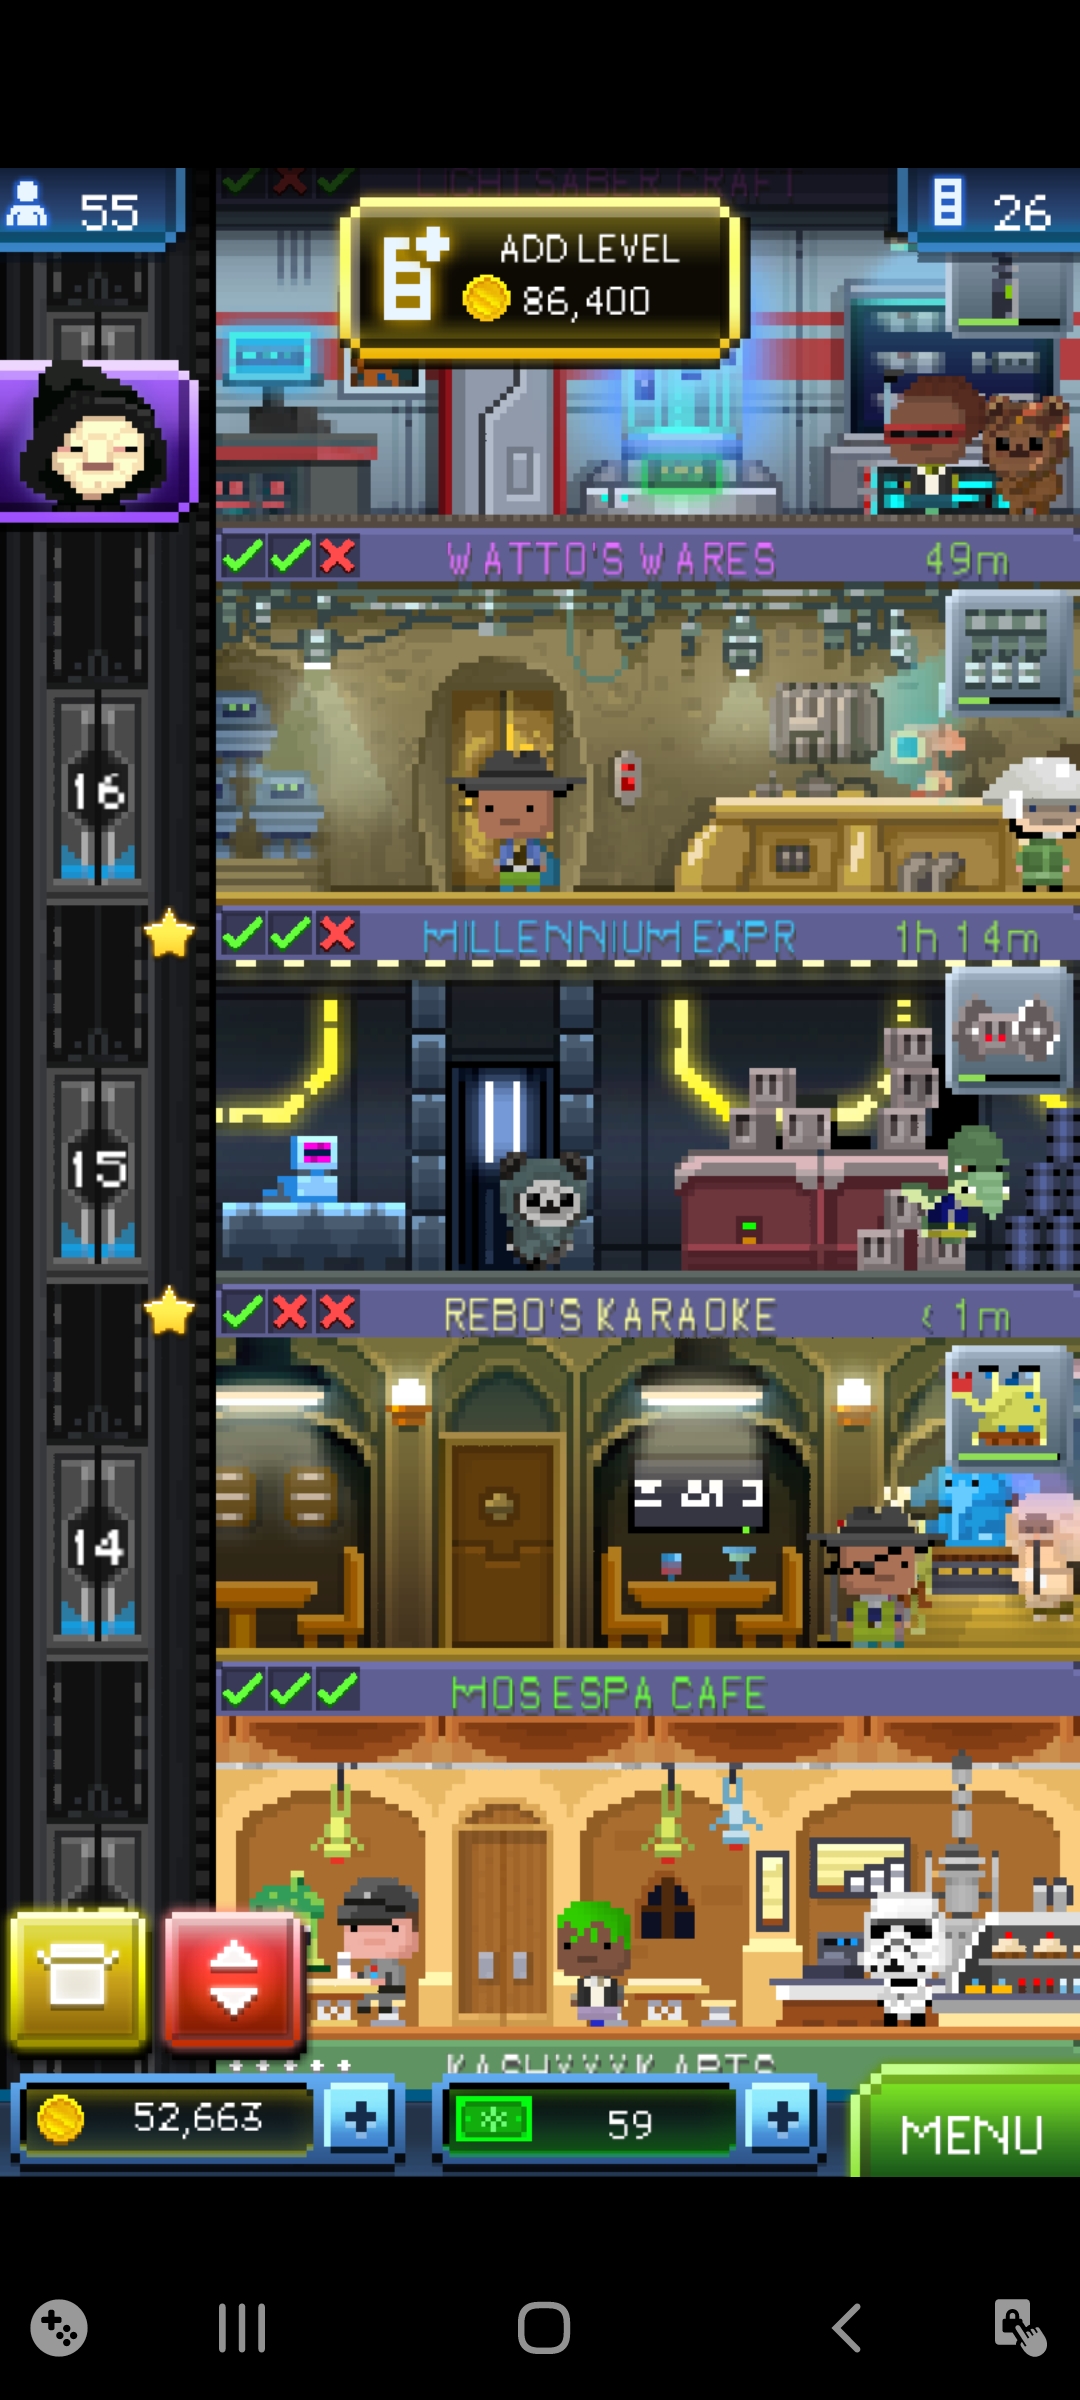 55
LIGHTSABER CRAFT
26
ADD LEVEL
86,400
WATTO'S WARES
49m
16
MILLENNIUM EXPR
1h 14m
15
REBO'S KARAOKE
< 1m
14
MOS ESPA CAFE
KASHYYYK ARTS
52,663
59
MENU